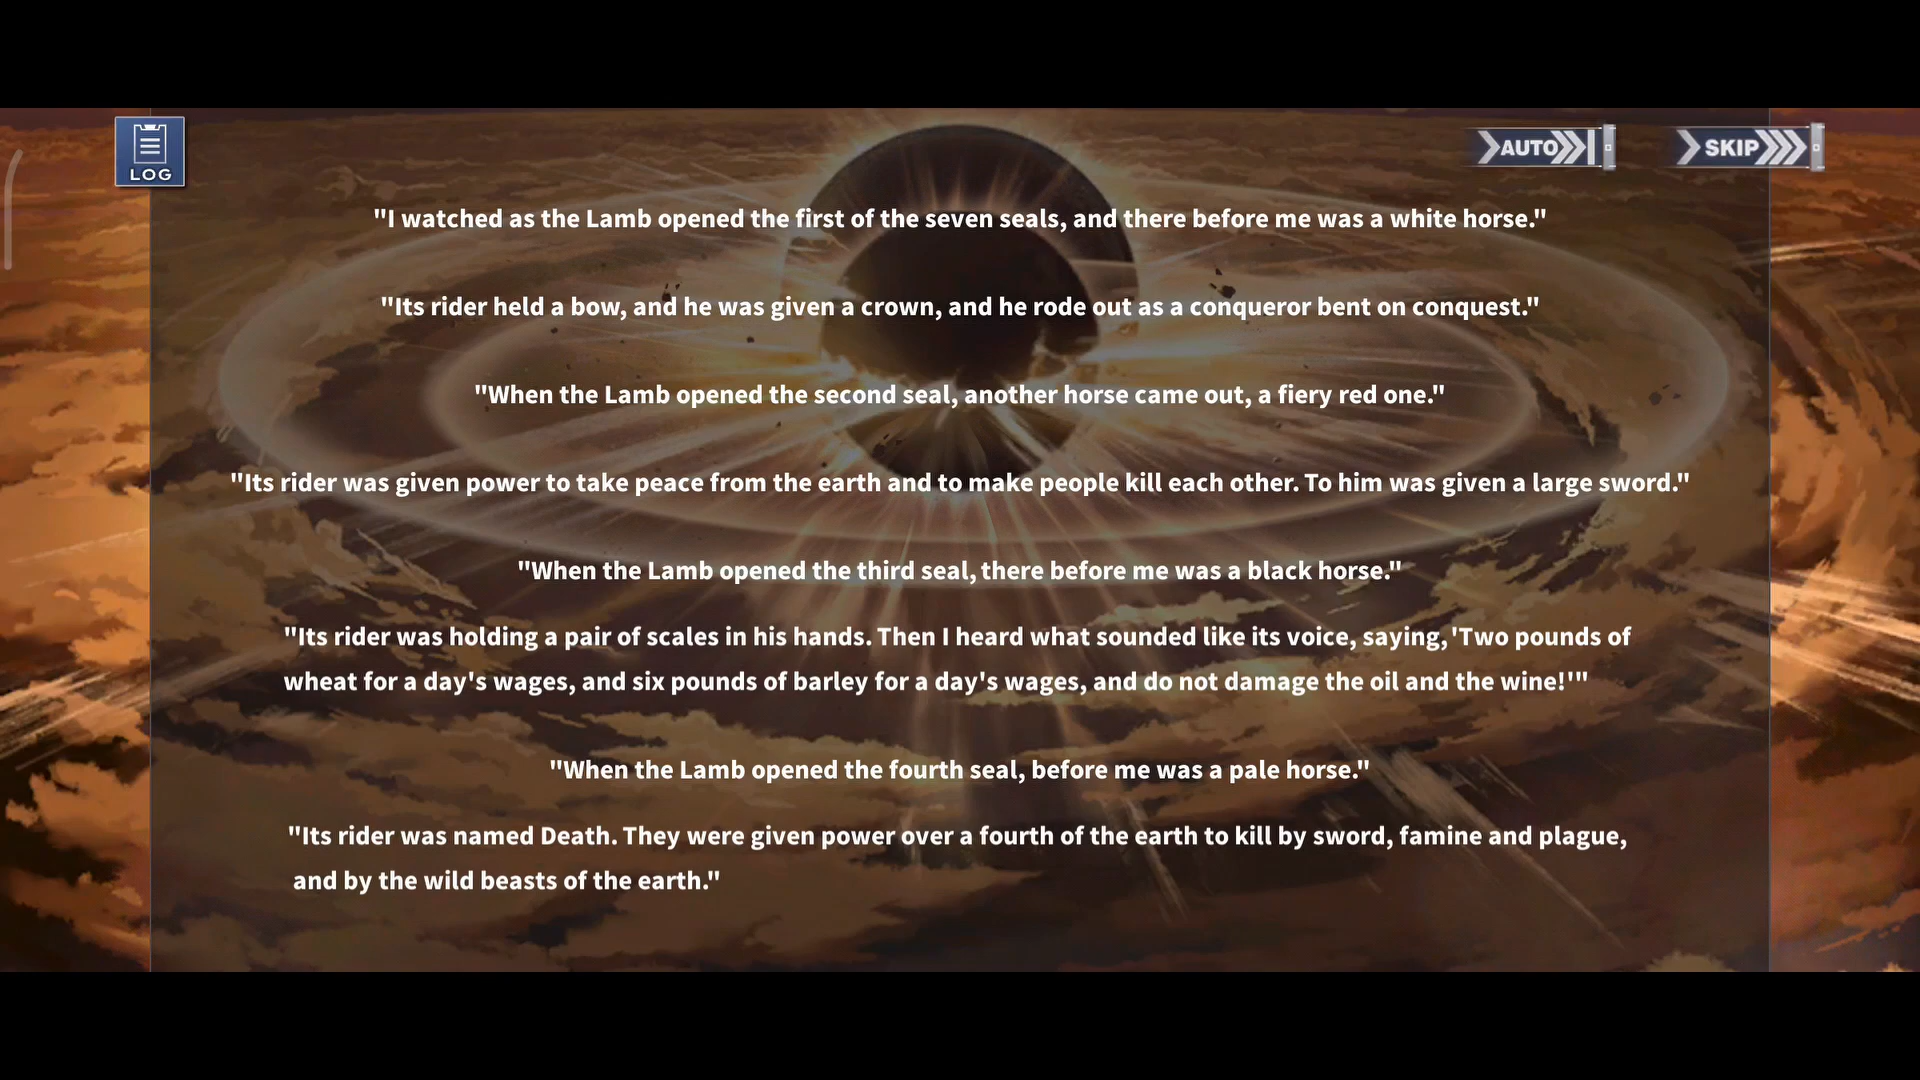 LOG
AUTO
SKIP
"I watched as the Lamb opened the first of the seven seals, and there before me was a white horse."
"Its rider held a bow, and he was given a crown, and he rode out as a conqueror bent on conquest."
"When the Lamb opened the second seal, another horse came out, a fiery red one."
"Its rider was given power to take peace from the earth and to make people kill each other. To him was given a large sword."
"When the Lamb opened the third seal, there before me was a black horse."
"Its rider was holding a pair of scales in his hands. Then I heard what sounded like its voice, saying, 'Two pounds of
wheat for a day's wages, and six pounds of barley for a day's wages, and do not damage the oil and the wine!'"
"When the Lamb opened the fourth seal, before me was a pale horse."
"Its rider was named Death. They were given power over a fourth of the earth to kill by sword, famine and plague,
and by the wild beasts of the earth."